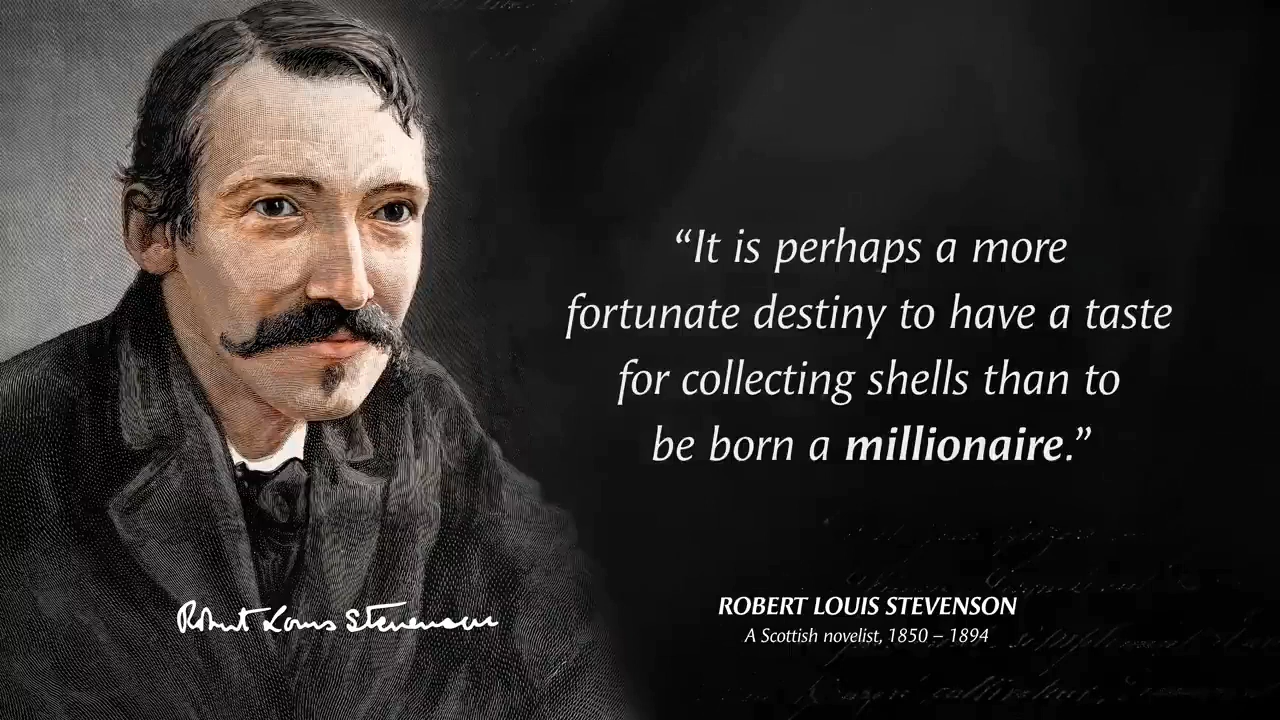 “It is perhaps a more
fortunate destiny to have a taste
for collecting shells than to
be born a millionaire.”
Robert Louis Stevenson
ROBERT LOUIS STEVENSON
A Scottish novelist, 1850 – 1894